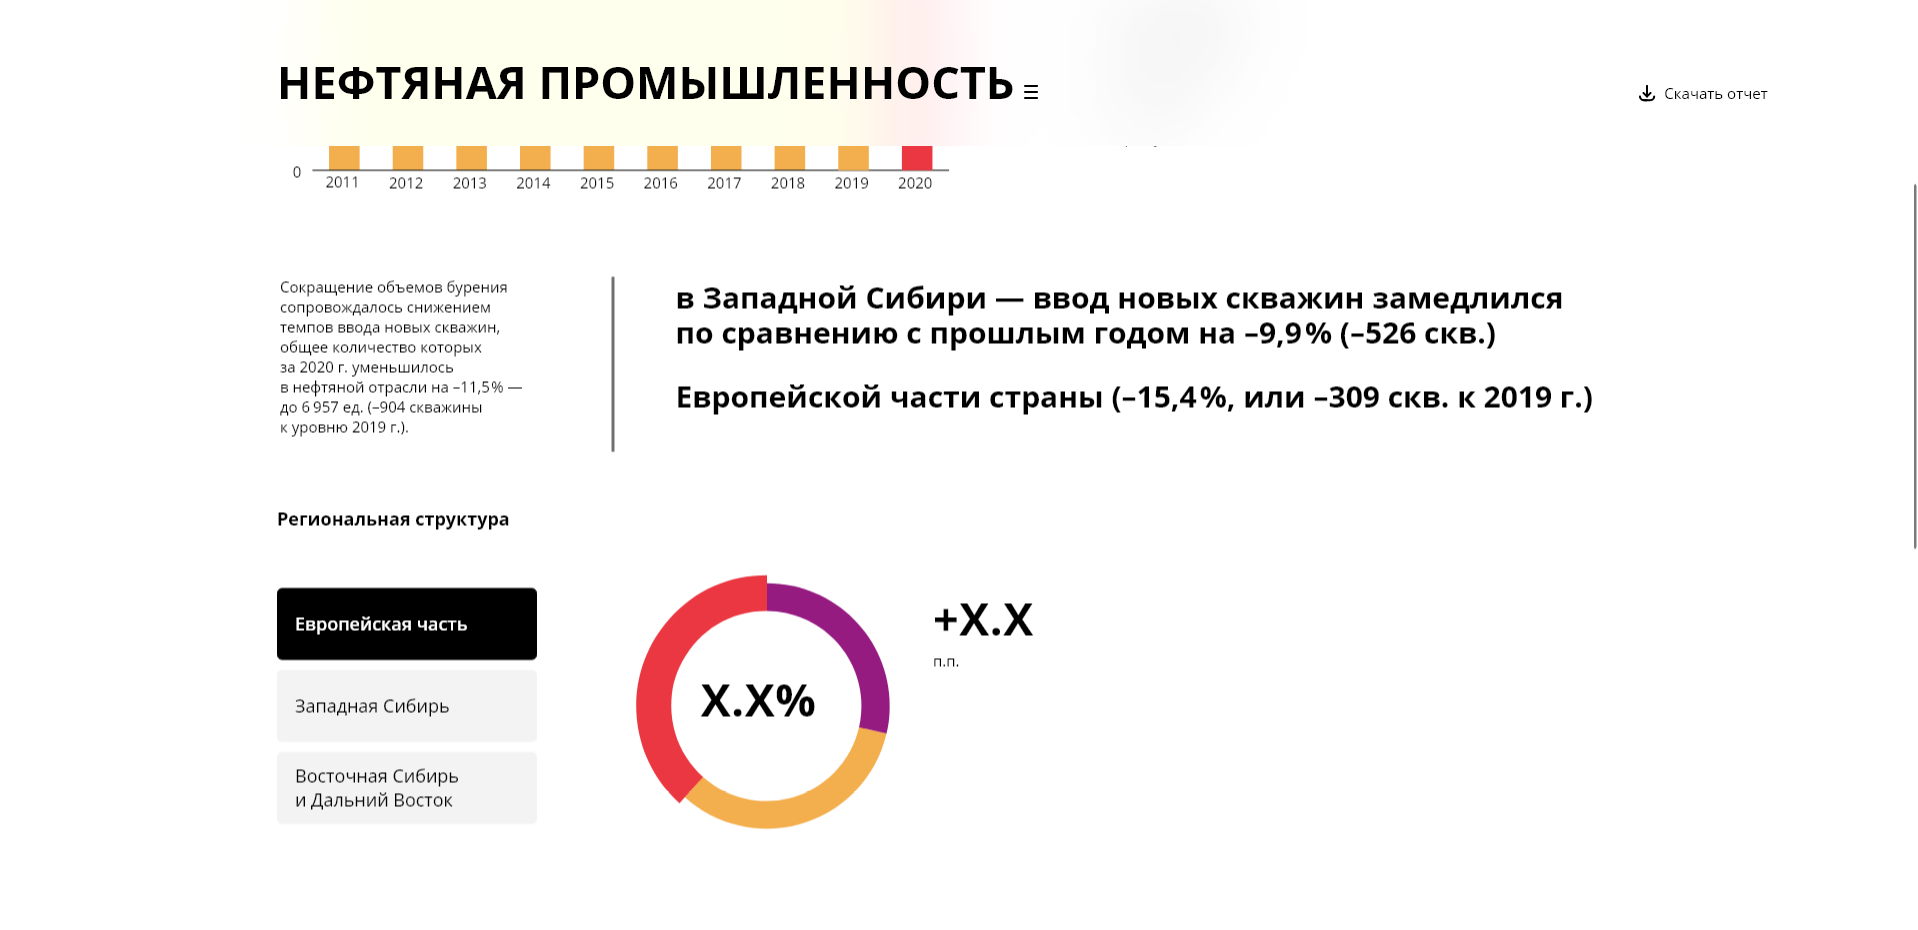 НЕФТЯНАЯ ПРОМЫШЛЕННОСТЬ
Скачать отчет
0
2011 2012 2013 2014 2015 2016 2017 2018 2019 2020
Сокращение объемов бурения
сопровождалось снижением
темпов ввода новых скважин,
общее количество которых
за 2020 г. уменьшилось
в нефтяной отрасли на –11,5% —
до 6 957 ед. (–904 скважины
к уровню 2019 г.).
в Западной Сибири — ввод новых скважин замедлился
по сравнению с прошлым годом на –9,9% (–526 скв.)
Европейской части страны (–15,4%, или –309 скв. к 2019 г.)
Региональная структура
Европейская часть
Западная Сибирь
Восточная Сибирь
и Дальний Восток
X.X%
+X.X
п.п.